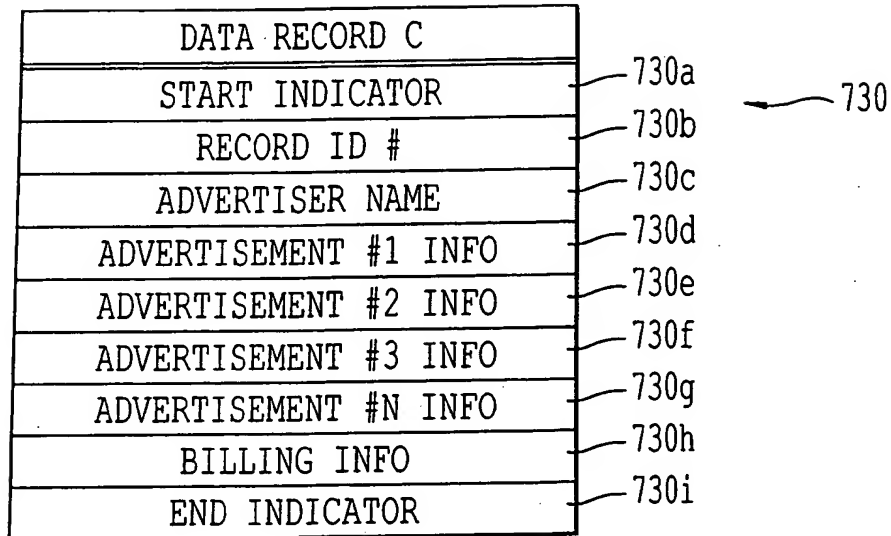 DATA RECORD C
START INDICATOR 730a
730
RECORD ID # 730b
ADVERTISER NAME 730c
ADVERTISEMENT #1 INFO 730d
ADVERTISEMENT #2 INFO 730e
ADVERTISEMENT #3 INFO 730f
ADVERTISEMENT #N INFO 730g
BILLING INFO 730h
END INDICATOR 730i